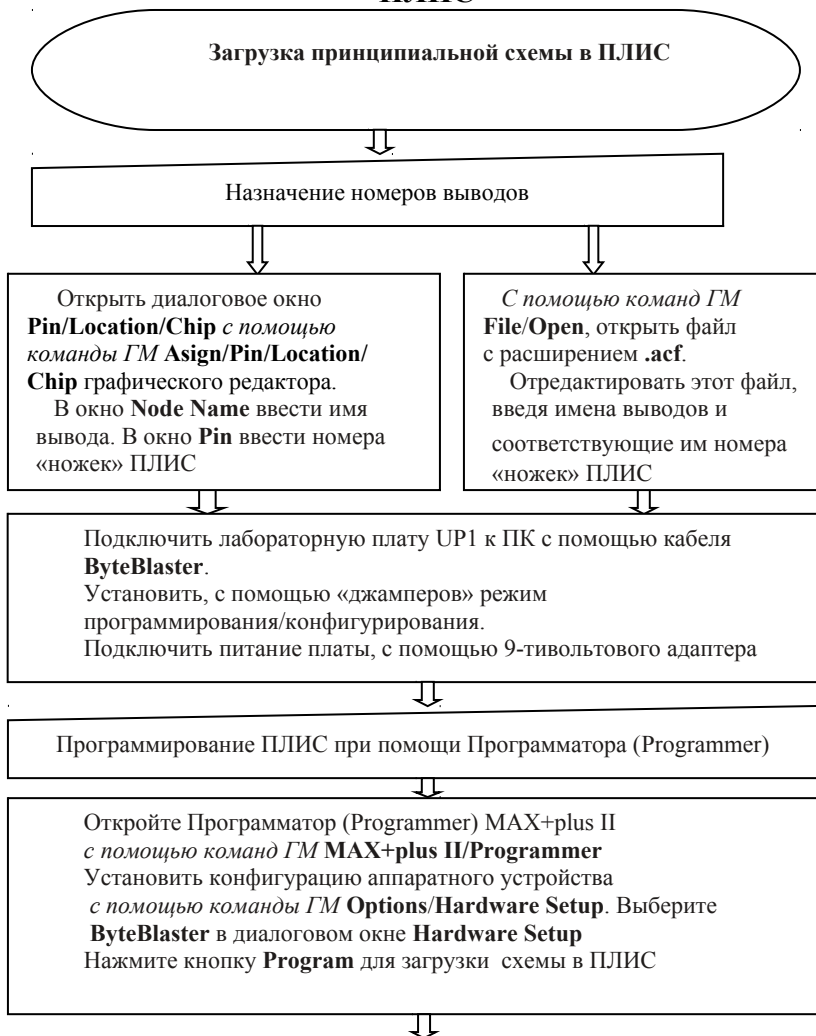 ПЛИС
Загрузка принципиальной схемы в ПЛИС
Назначение номеров выводов
Открыть диалоговое окно
Pin/Location/Chip с помощью
команды ГМ Asign/Pin/Location/
Chip графического редактора.
В окно Node Name ввести имя
вывода. В окно Pin ввести номера
«ножек» ПЛИС
С помощью команд ГМ
File/Open, открыть файл
с расширением .acf.
Отредактировать этот файл,
введя имена выводов и
соответствующие им номера
«ножек» ПЛИС
Подключить лабораторную плату UP1 к ПК с помощью кабеля
ByteBlaster.
Установить, с помощью «джамперов» режим
программирования/конфигурирования.
Подключить питание платы, с помощью 9-тивольтового адаптера
Программирование ПЛИС при помощи Программатора (Programmer)
Откройте Программатор (Programmer) MAX+plus II
с помощью команд ГМ MAX+plus II/Programmer
Установить конфигурацию аппаратного устройства
с помощью команды ГМ Options/Hardware Setup. Выберите
ByteBlaster в диалоговом окне Hardware Setup
Нажмите кнопку Program для загрузки схемы в ПЛИС